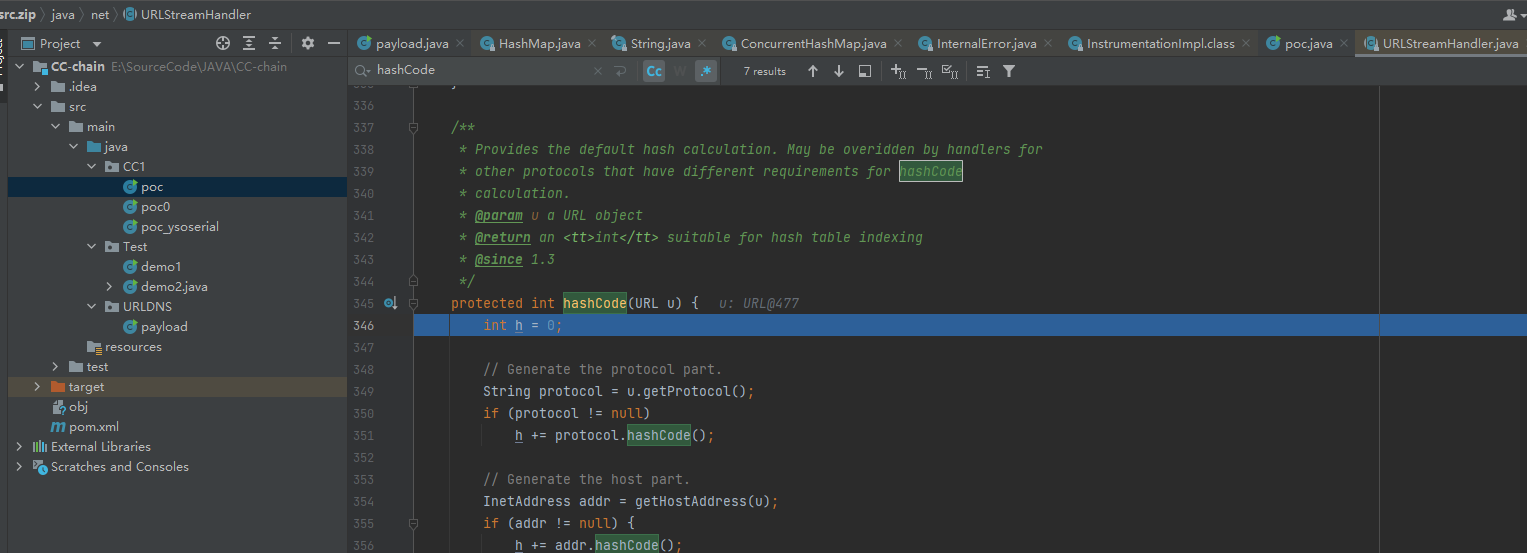 src.zip java net URLStreamHandler
Project
payload.java HashMap.java String.java ConcurrentHashMap.java InternalError.java InstrumentationImpl.class poc.java URLStreamHandler.java
CC-chain E:\SourceCode\JAVA\CC-chain
.idea
src
main
java
CC1
poc
poc0
poc_ysoserial
Test
demo1
demo2.java
URLDNS
payload
resources
test
target
obj
pom.xml
External Libraries
Scratches and Consoles
hashCode Cc W .* 7 results
336
337 /**
338 * Provides the default hash calculation. May be overidden by handlers for
339 * other protocols that have different requirements for hashCode
340 * calculation.
341 * @param u a URL object
342 * @return an <tt>int</tt> suitable for hash table indexing
343 * @since 1.3
344 */
345 protected int hashCode(URL u) { u: URL@477
346 int h = 0;
347
348 // Generate the protocol part.
349 String protocol = u.getProtocol();
350 if (protocol != null)
351 h += protocol.hashCode();
352
353 // Generate the host part.
354 InetAddress addr = getHostAddress(u);
355 if (addr != null) {
356 h += addr.hashCode();